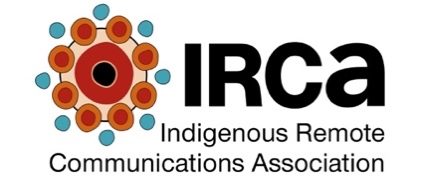 IRCA
Indigenous Remote
Communications Association